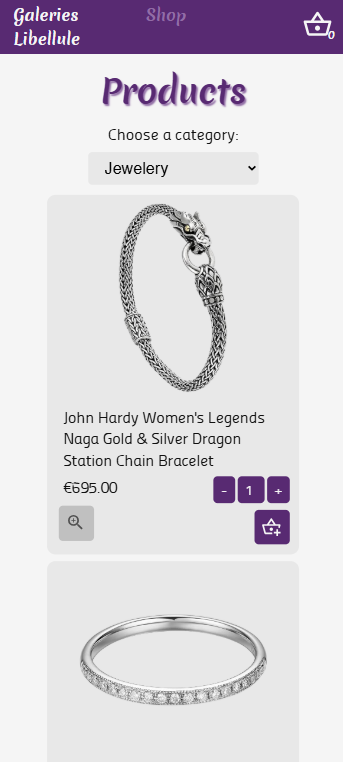 Galeries Libellule
Shop
0
Products
Choose a category:
Jewelery
John Hardy Women's Legends
Naga Gold & Silver Dragon
Station Chain Bracelet
€695.00
- 1 +